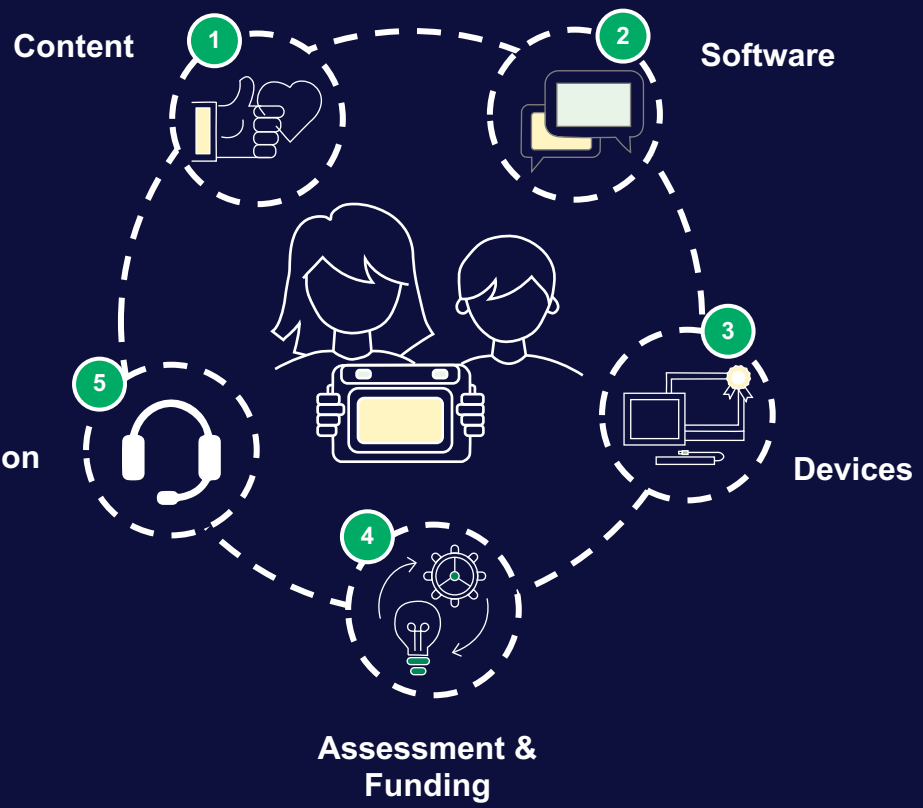 Content
1
2
Software
3
5
on
Devices
4
Assessment &
Funding